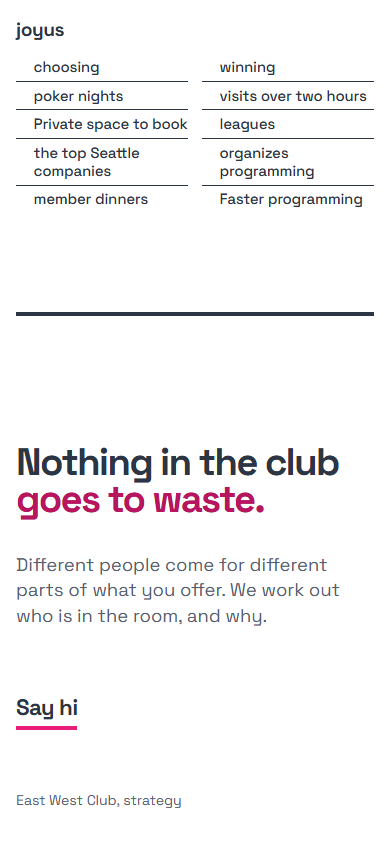 joyus
choosing
winning
poker nights
visits over two hours
Private space to book
leagues
the top Seattle
companies
organizes
programming
member dinners
Faster programming
Nothing in the club
goes to waste.
Different people come for different
parts of what you offer. We work out
who is in the room, and why.
Say hi
East West Club, strategy